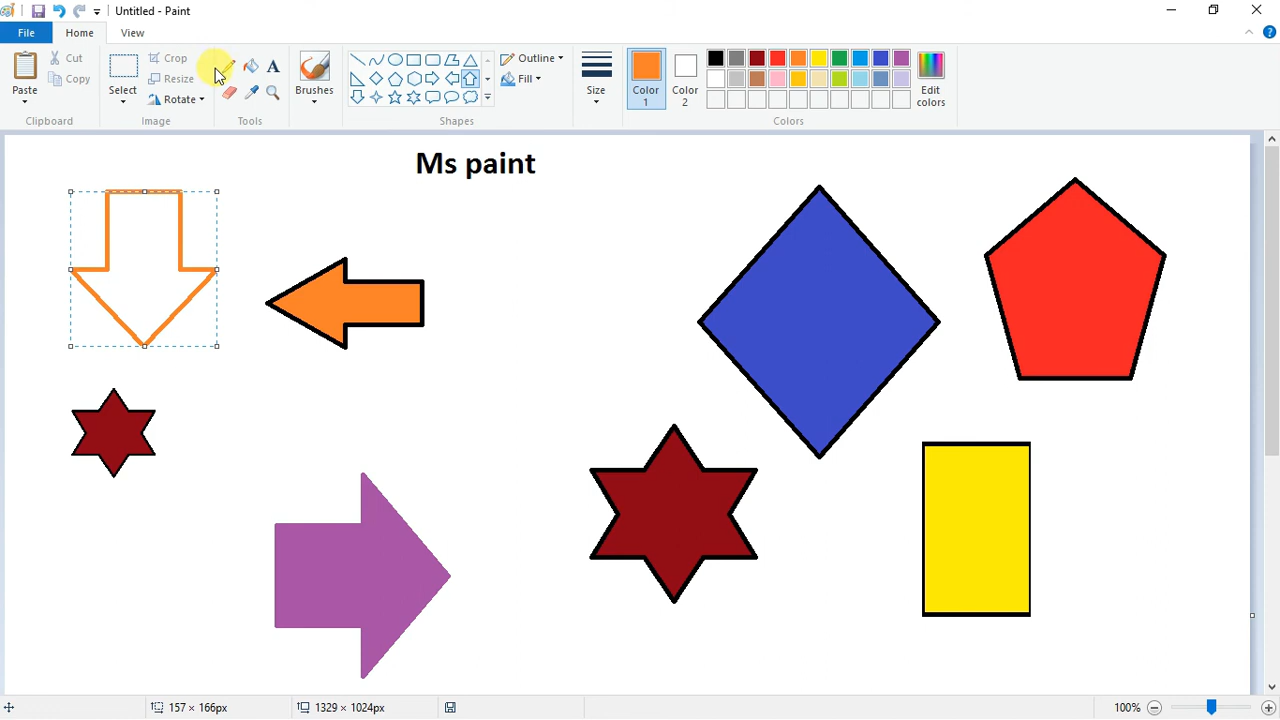 Untitled - Paint
File Home View
Paste
Cut
Copy
Clipboard
Select
Crop
Resize
Rotate
Image
A
Tools
Brushes
Shapes
Outline
Fill
Size
Color 1
Color 2
Edit colors
Colors
Ms paint
157 × 166px
1329 × 1024px
100%